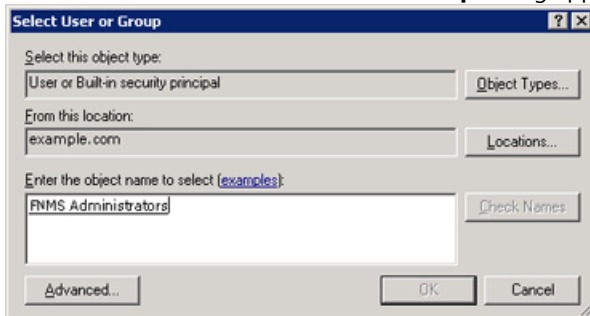 Select User or Group
Select this object type:
User or Built-in security principal
Object Types...
From this location:
example.com
Locations...
Enter the object name to select (examples):
FNMS Administrators
Check Names
Advanced...
OK
Cancel